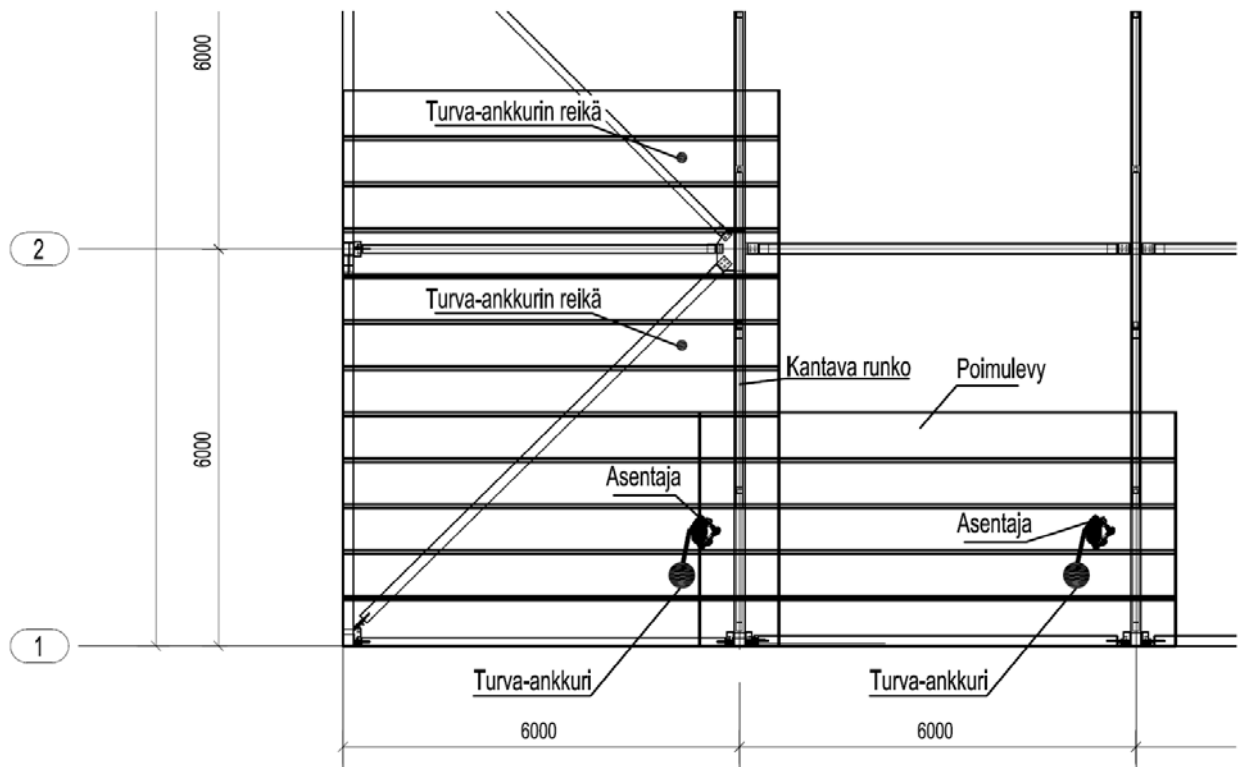 6000
Turva-ankkurin reikä
2
Turva-ankkurin reikä
Kantava runko
Poimulevy
6000
Asentaja
Asentaja
1
Turva-ankkuri
Turva-ankkuri
6000
6000